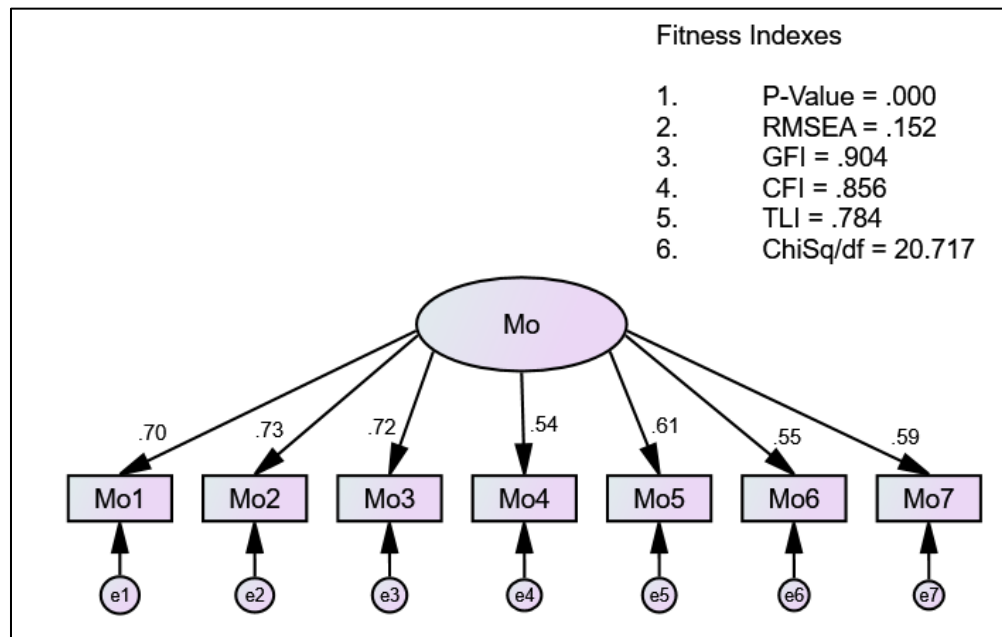 Fitness Indexes
1. P-Value = .000
2. RMSEA = .152
3. GFI = .904
4. CFI = .856
5. TLI = .784
6. ChiSq/df = 20.717
Mo
.70 .73 .72 .54 .61 .55 .59
Mo1 Mo2 Mo3 Mo4 Mo5 Mo6 Mo7
e1 e2 e3 e4 e5 e6 e7